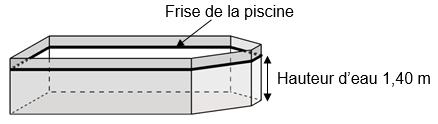 Frise de la piscine
Hauteur d’eau 1,40 m